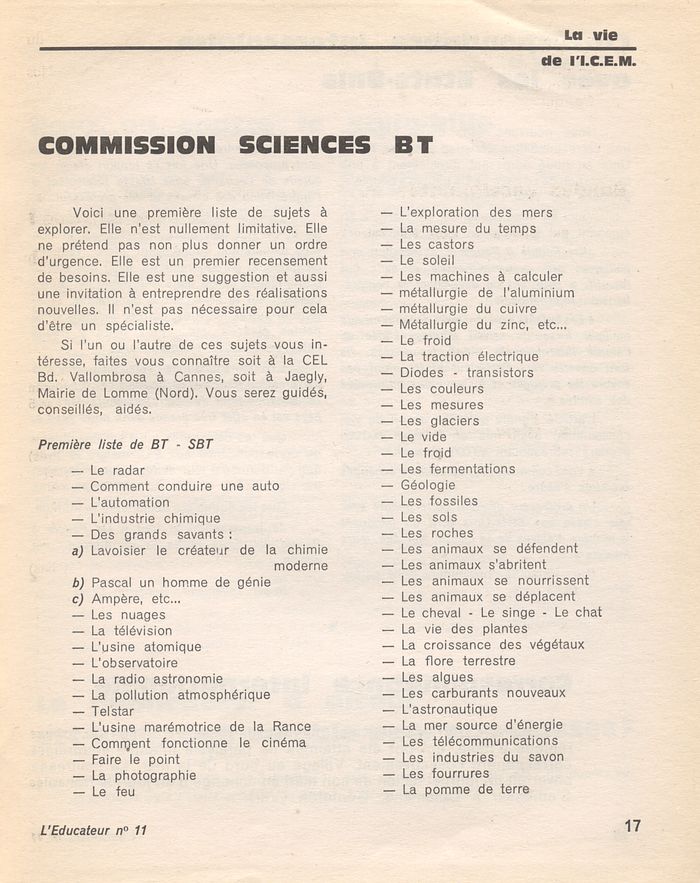 La vie
de l'I.C.E.M.
COMMISSION SCIENCES BT
Voici une première liste de sujets à
explorer. Elle n'est nullement limitative. Elle
ne prétend pas non plus donner un ordre
d'urgence. Elle est un premier recensement
de besoins. Elle est une suggestion et aussi
une invitation à entreprendre des réalisations
nouvelles. Il n'est pas nécessaire pour cela
d'être un spécialiste.
Si l'un ou l'autre de ces sujets vous in-
téresse, faites vous connaître soit à la CEL
Bd. Vallombrosa à Cannes, soit à Jaegly,
Mairie de Lomme (Nord). Vous serez guidés,
conseillés, aidés.
Première liste de BT - SBT
— Le radar
— Comment conduire une auto
— L'automation
— L'industrie chimique
— Des grands savants :
a) Lavoisier le créateur de la chimie
moderne
b) Pascal un homme de génie
c) Ampère, etc...
— Les nuages
— La télévision
— L'usine atomique
— L'observatoire
— La radio astronomie
— La pollution atmosphérique
— Telstar
— L'usine marémotrice de la Rance
— Comment fonctionne le cinéma
— Faire le point
— La photographie
— Le feu
— L'exploration des mers
— La mesure du temps
— Les castors
— Le soleil
— Les machines à calculer
— métallurgie de l'aluminium
— métallurgie du cuivre
— Métallurgie du zinc, etc...
— Le froid
— La traction électrique
— Diodes - transistors
— Les couleurs
— Les mesures
— Les glaciers
— Le vide
— Le froid
— Les fermentations
— Géologie
— Les fossiles
— Les sols
— Les roches
— Les animaux se défendent
— Les animaux s'abritent
— Les animaux se nourrissent
— Les animaux se déplacent
— Le cheval - Le singe - Le chat
— La vie des plantes
— La croissance des végétaux
— La flore terrestre
— Les algues
— Les carburants nouveaux
— L'astronautique
— La mer source d'énergie
— Les télécommunications
— Les industries du savon
— Les fourrures
— La pomme de terre
L'Educateur nº 11
17